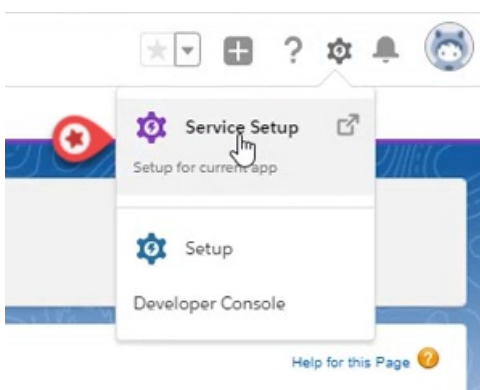 Service Setup
Setup for current app
Setup
Developer Console
Help for this Page